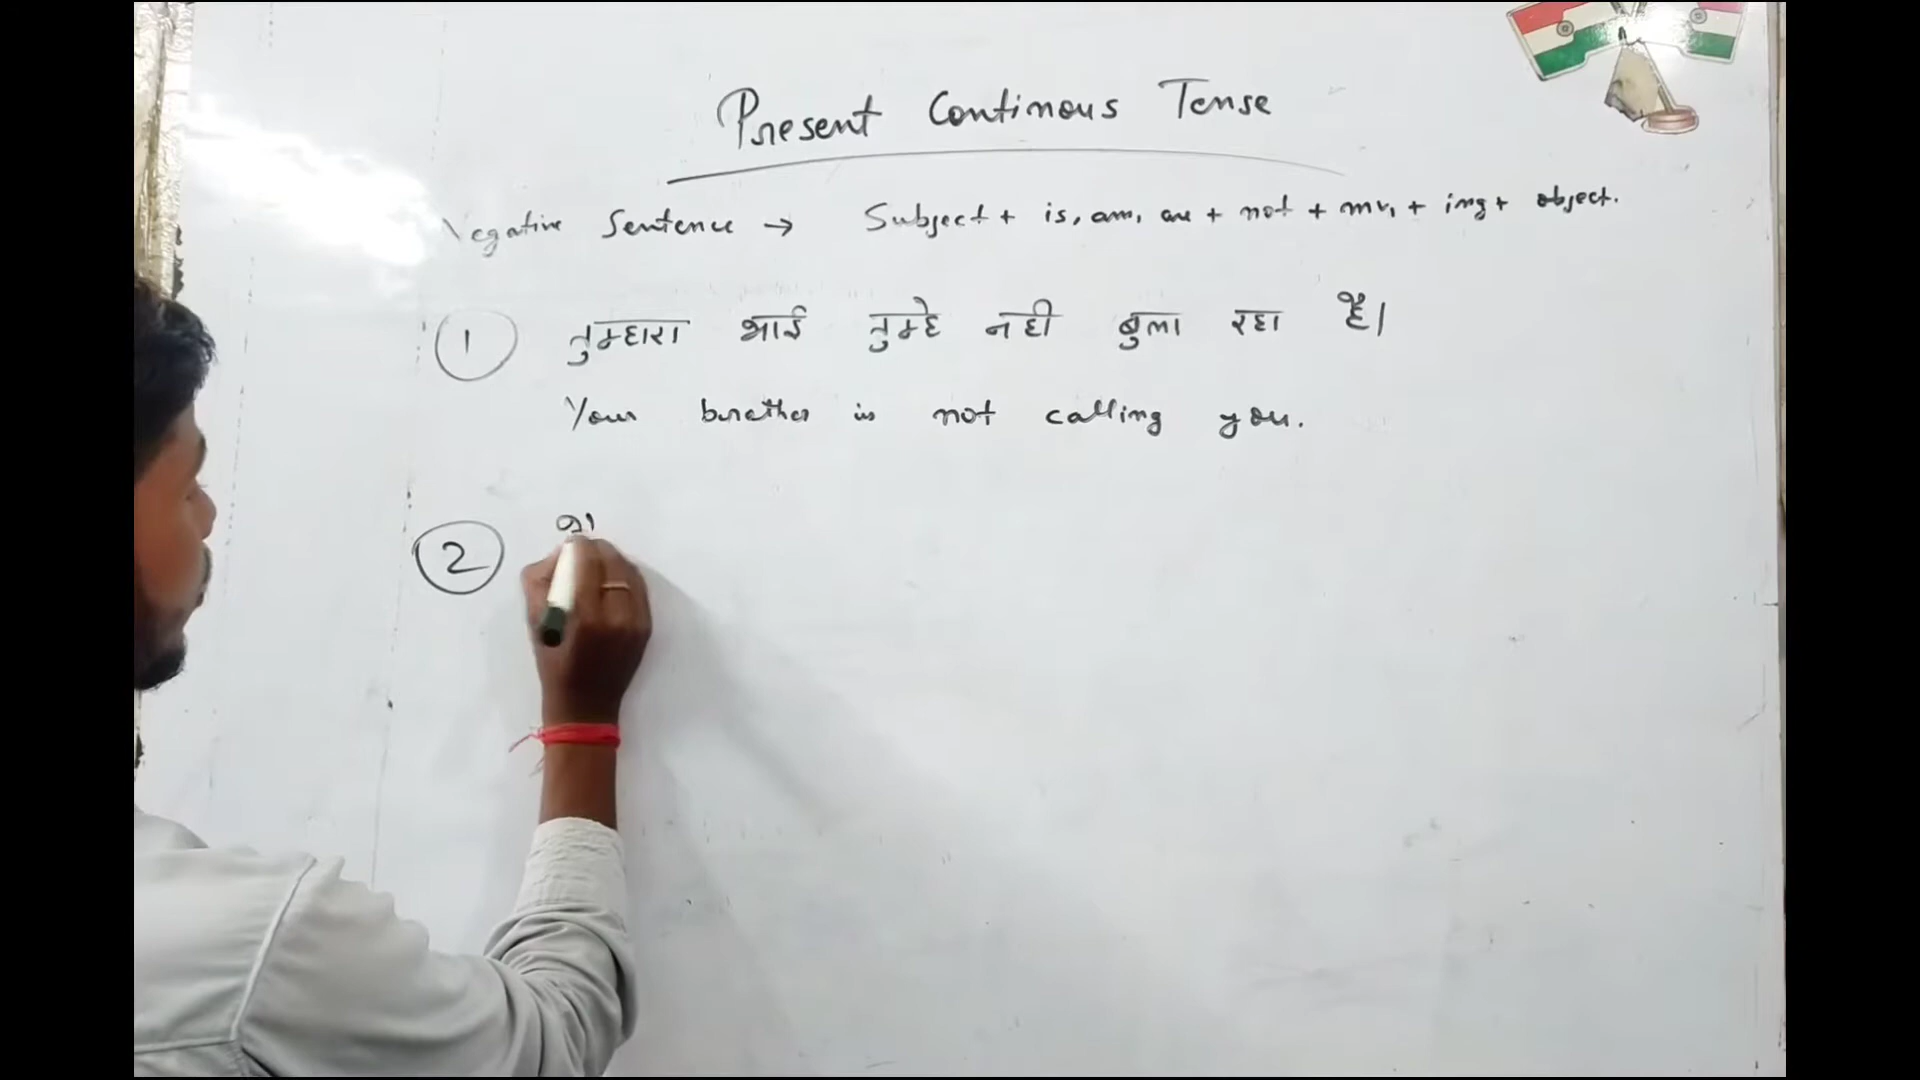 Present Continous Tense
Negative Sentence → Subject + is, am, are + not + mv₁ + ing + object.
1 तुम्हारा भाई तुम्हे नही बुला रहा है।
Your brother is not calling you.
2